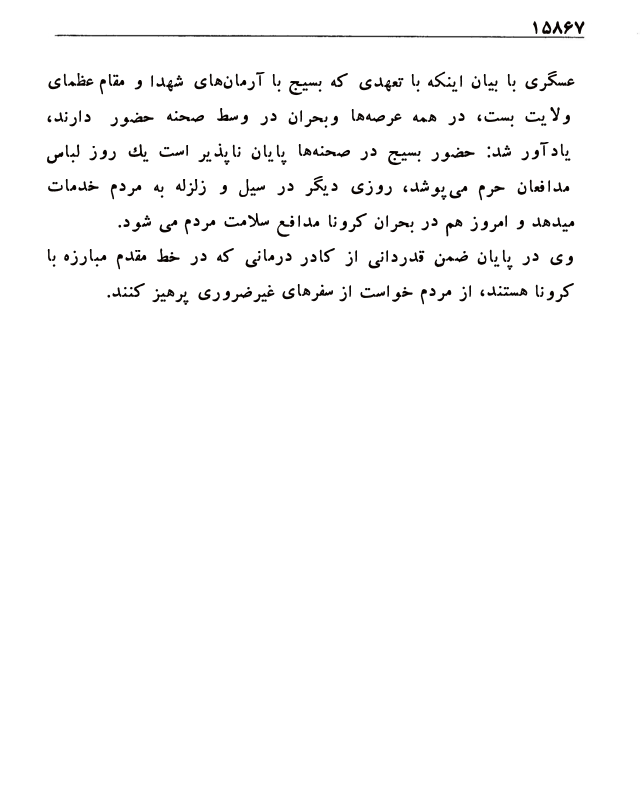 ۱۵۸۶۷
عسگری با بیان اینکه با تعهدی که بسیج با آرمان‌های شهدا و مقام عظمای
ولایت بست، در همه عرصه‌ها وبحران در وسط صحنه حضور دارند،
یادآور شد: حضور بسیج در صحنه‌ها پایان ناپذیر است یك روز لباس
مدافعان حرم می‌پوشد، روزی دیگر در سیل و زلزله به مردم خدمات
میدهد و امروز هم در بحران کرونا مدافع سلامت مردم می شود.
وی در پایان ضمن قدردانی از کادر درمانی که در خط مقدم مبارزه با
کرونا هستند، از مردم خواست از سفرهای غیرضروری پرهیز کنند.